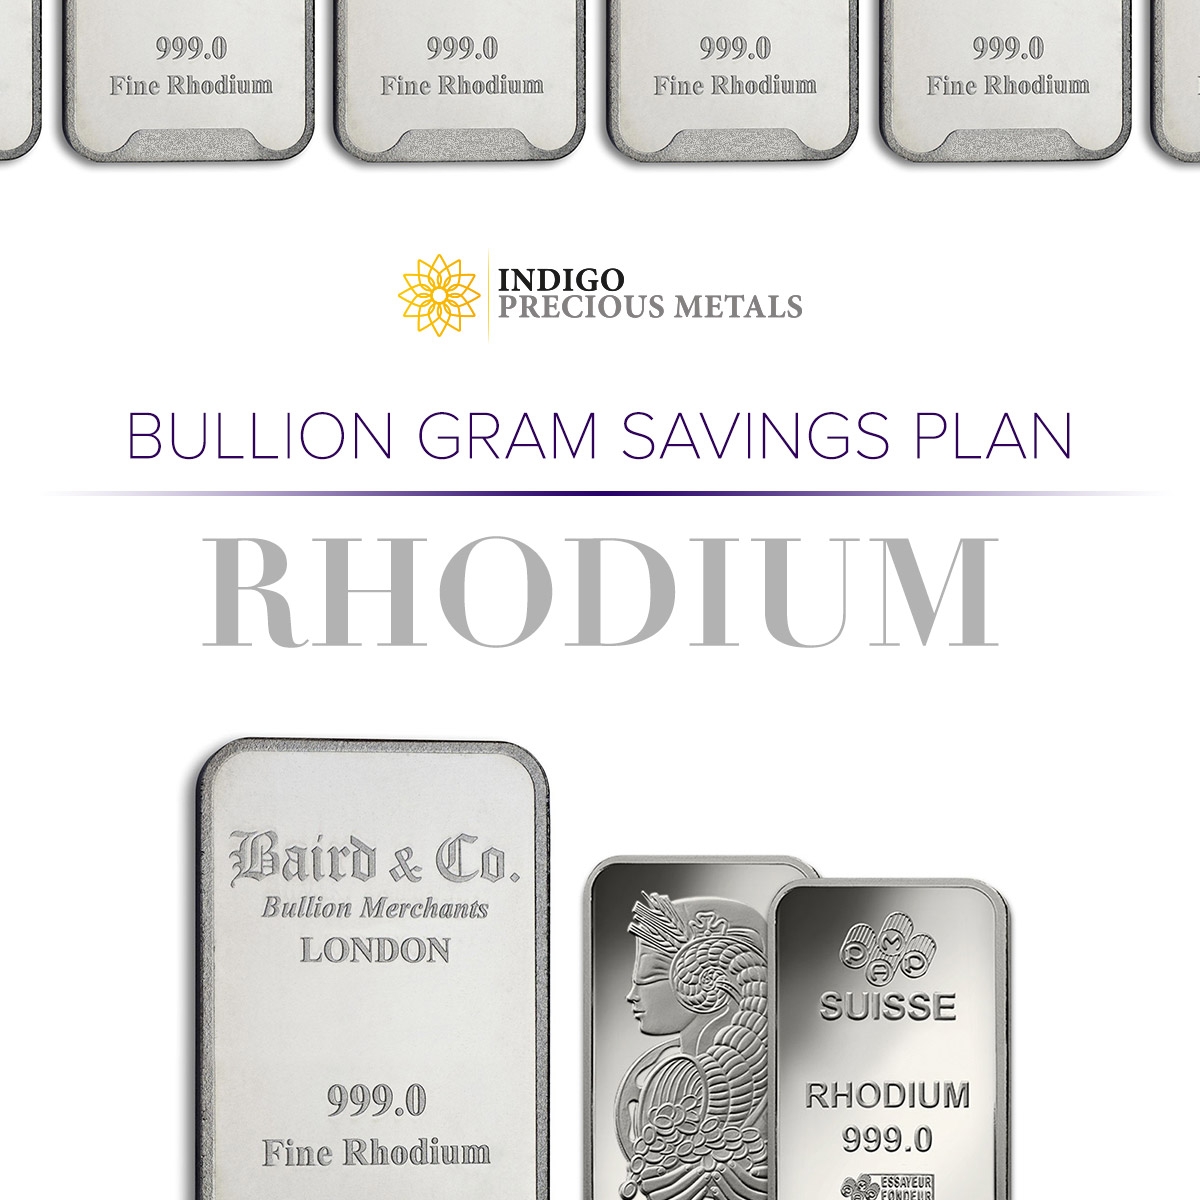 999.0
Fine Rhodium
999.0
Fine Rhodium
999.0
Fine Rhodium
999.0
Fine Rhodium
INDIGO
PRECIOUS METALS
BULLION GRAM SAVINGS PLAN
RHODIUM
Baird & Co.
Bullion Merchants
LONDON
999.0
Fine Rhodium
PAMP
SUISSE
RHODIUM
999.0
ESSAYEUR
FONDEUR